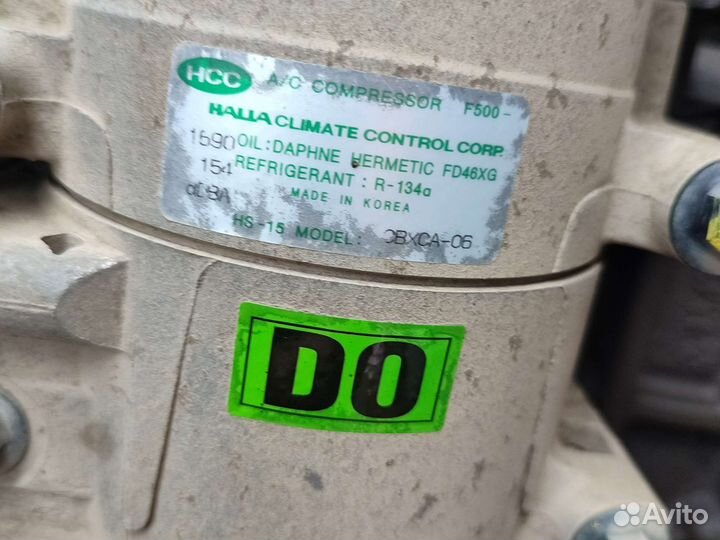 HCC A/C COMPRESSOR F500-
HALLA CLIMATE CONTROL CORP.
1590 OIL : DAPHNE HERMETIC FD46XG
154 REFRIGERANT : R-134a
MADE IN KOREA
HS-15 MODEL: CBXCA-06
DO
Avito